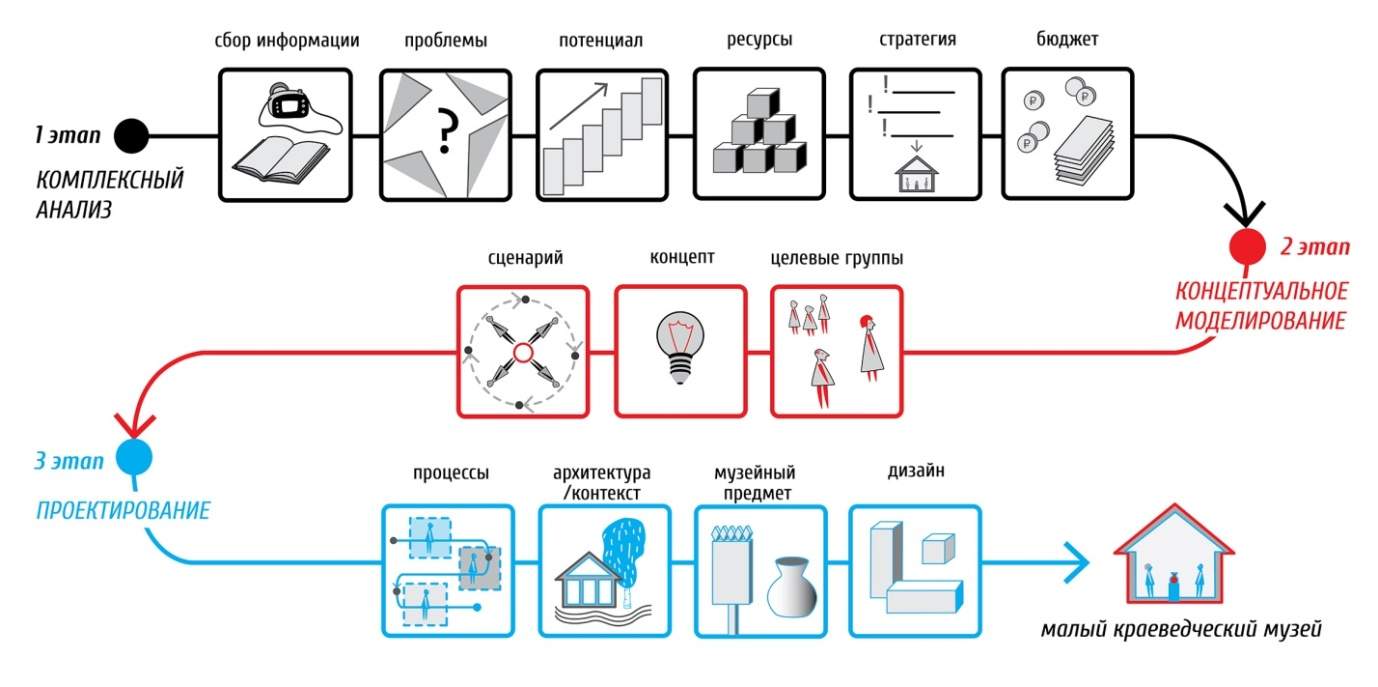 сбор информации
проблемы
потенциал
ресурсы
стратегия
бюджет
1 этап
КОМПЛЕКСНЫЙ
АНАЛИЗ
?
!
!
!
₽
₽
₽
2 этап
КОНЦЕПТУАЛЬНОЕ
МОДЕЛИРОВАНИЕ
сценарий
концепт
целевые группы
3 этап
ПРОЕКТИРОВАНИЕ
процессы
архитектура
/контекст
музейный
предмет
дизайн
малый краеведческий музей